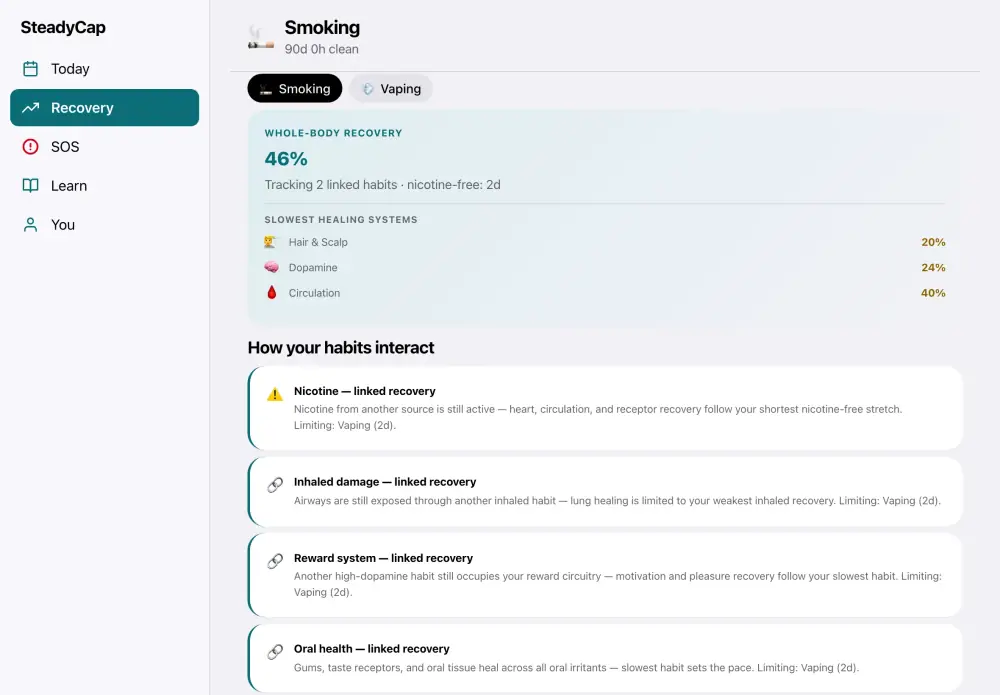 SteadyCap
Today
Recovery
SOS
Learn
You
Smoking
90d 0h clean
Smoking
Vaping
WHOLE-BODY RECOVERY
46%
Tracking 2 linked habits · nicotine-free: 2d
SLOWEST HEALING SYSTEMS
Hair & Scalp 20%
Dopamine 24%
Circulation 40%
How your habits interact
Nicotine — linked recovery
Nicotine from another source is still active — heart, circulation, and receptor recovery follow your shortest nicotine-free stretch.
Limiting: Vaping (2d).
Inhaled damage — linked recovery
Airways are still exposed through another inhaled habit — lung healing is limited to your weakest inhaled recovery. Limiting: Vaping (2d).
Reward system — linked recovery
Another high-dopamine habit still occupies your reward circuitry — motivation and pleasure recovery follow your slowest habit. Limiting:
Vaping (2d).
Oral health — linked recovery
Gums, taste receptors, and oral tissue heal across all oral irritants — slowest habit sets the pace. Limiting: Vaping (2d).